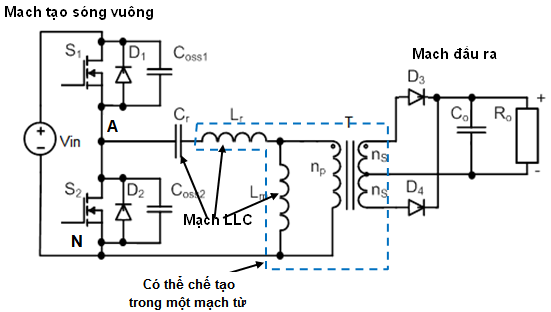 Mạch tạo sóng vuông
Mạch đầu ra
S1
D1
Coss1
D3
Cr
Lr
T
Co
Ro
+
Vin
A
np
nS
nS
-
S2
D2
Coss2
Lm
D4
Mạch LLC
N
Có thể chế tạo
trong một mạch từ